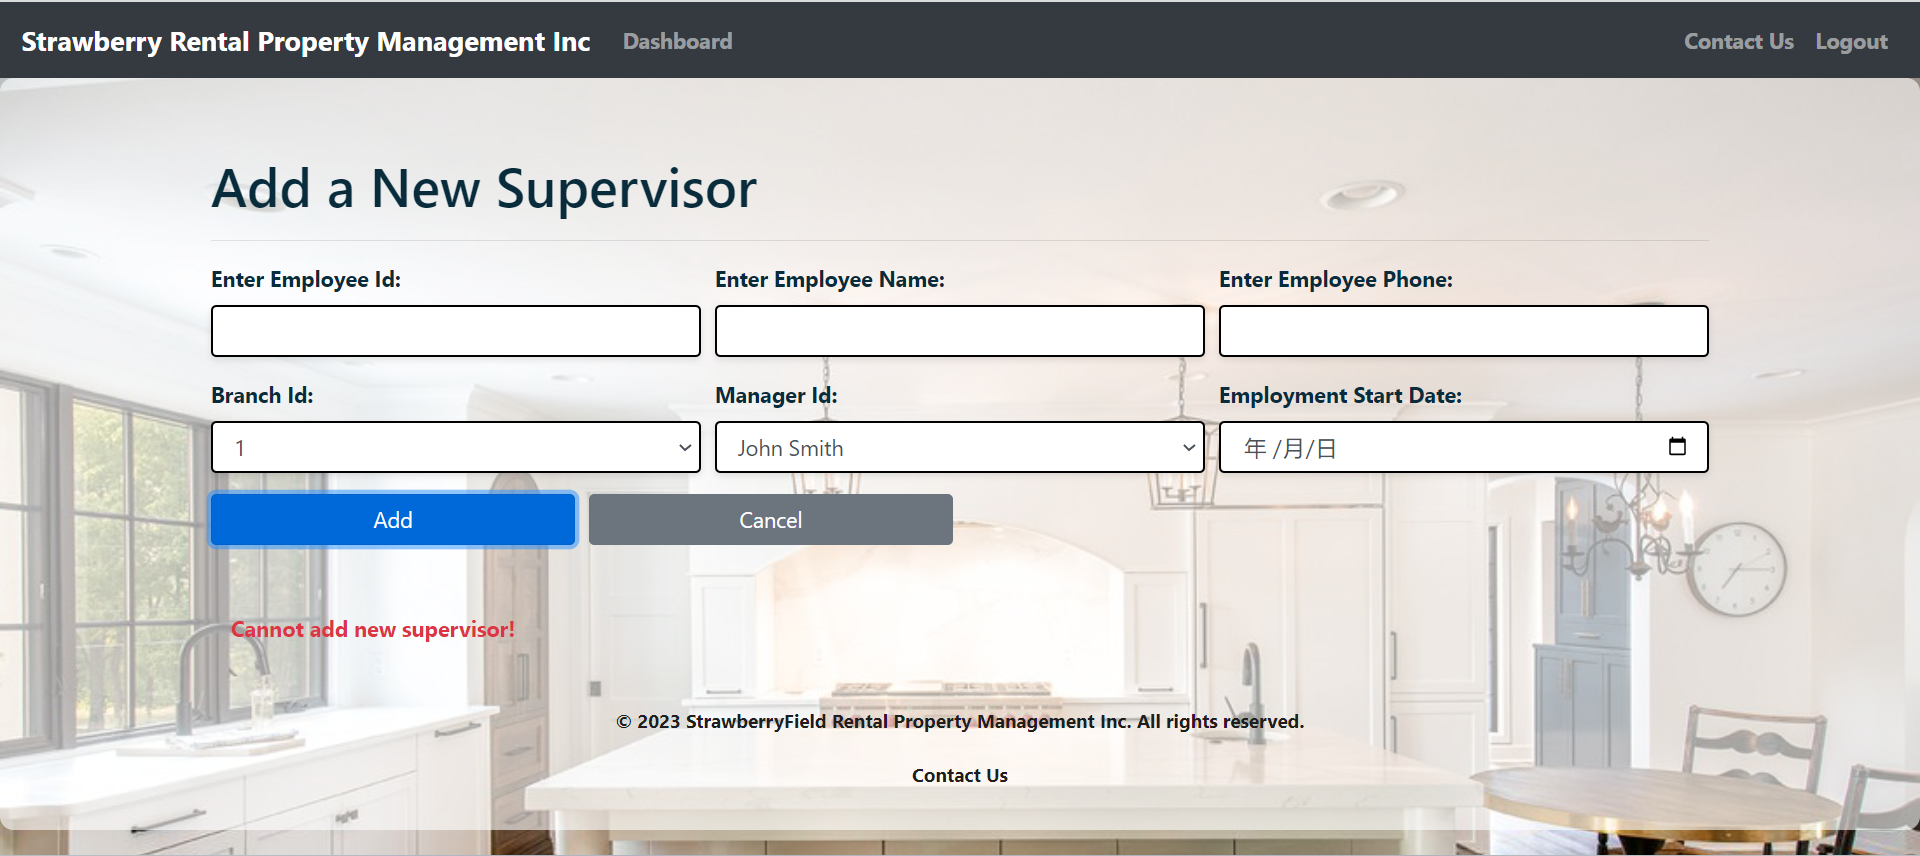 Strawberry Rental Property Management Inc Dashboard Contact Us Logout
Add a New Supervisor
Enter Employee Id: Enter Employee Name: Enter Employee Phone:
Branch Id: Manager Id: Employment Start Date:
1 John Smith 年 /月/日
Add Cancel
Cannot add new supervisor!
© 2023 StrawberryField Rental Property Management Inc. All rights reserved.
Contact Us